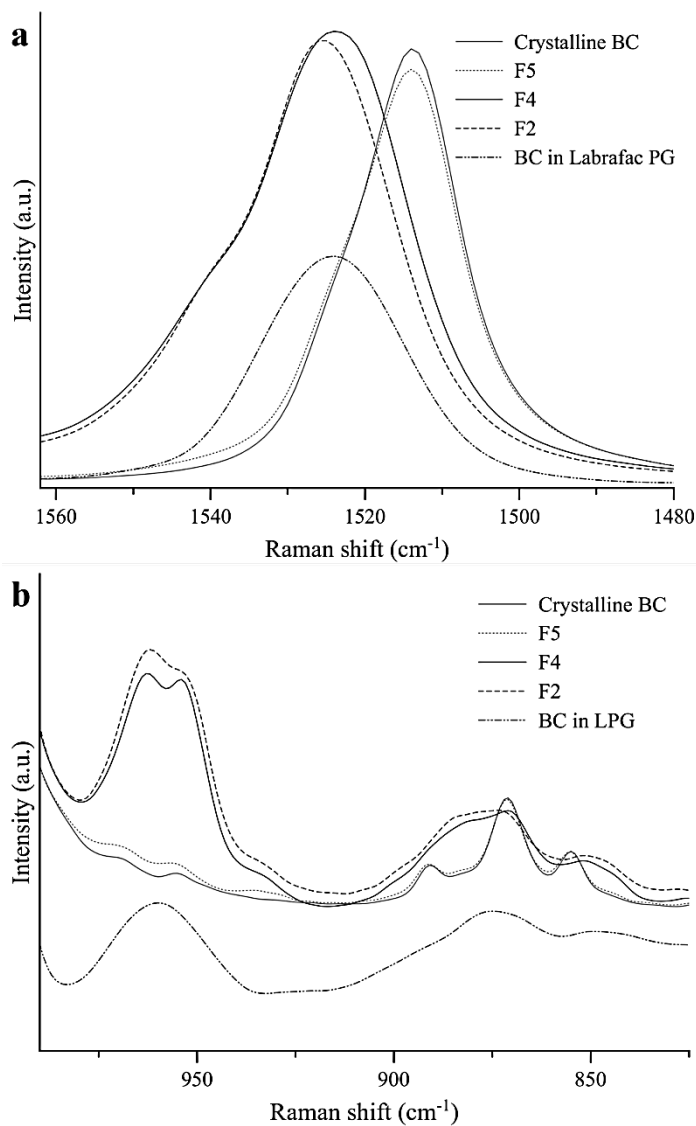 a
Crystalline BC
F5
F4
F2
BC in Labrafac PG
Intensity (a.u.)
1560 1540 1520 1500 1480
Raman shift (cm⁻¹)
b
Crystalline BC
F5
F4
F2
BC in LPG
Intensity (a.u.)
950 900 850
Raman shift (cm⁻¹)